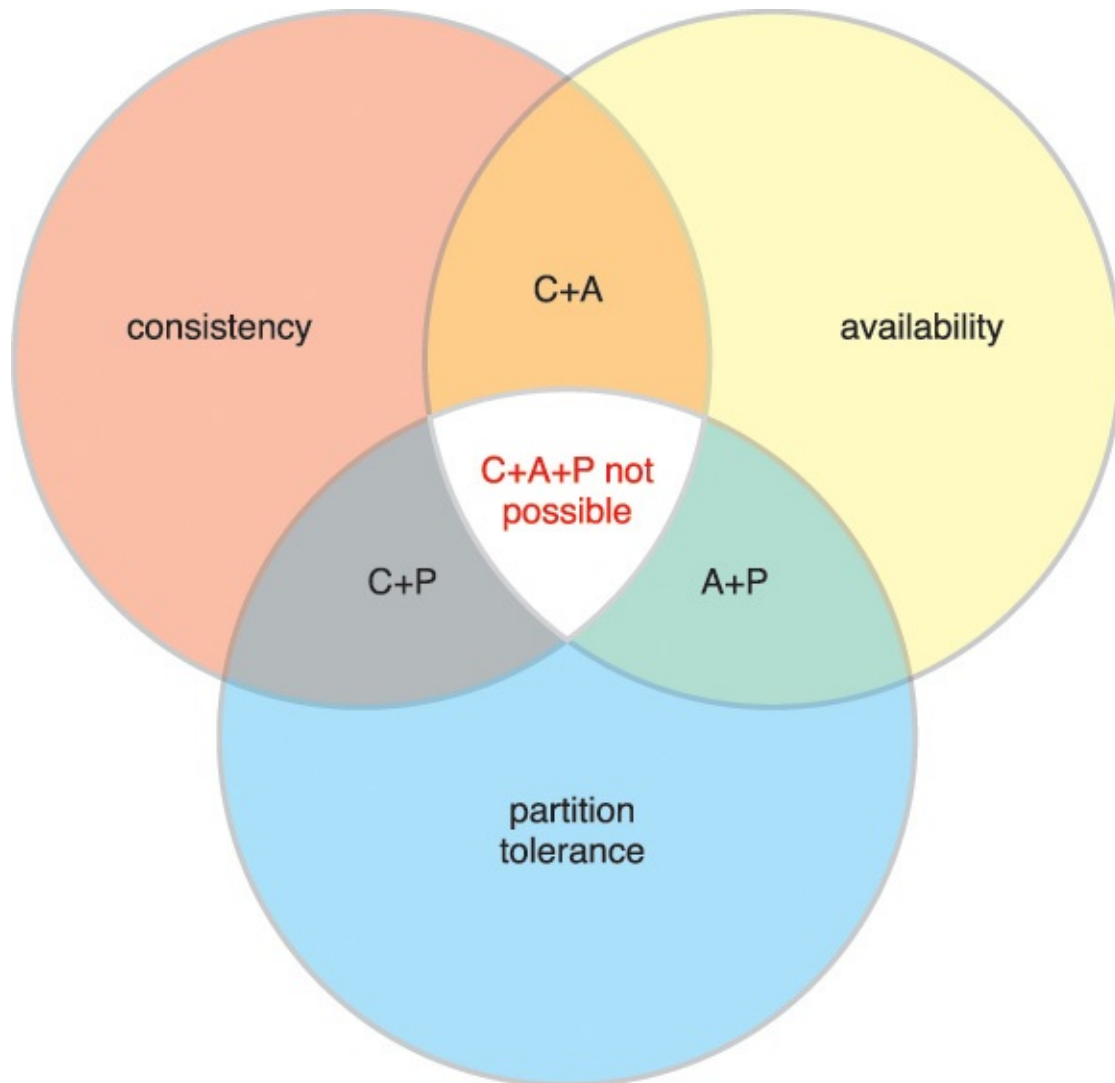 C+A
consistency
availability
C+A+P not
possible
C+P
A+P
partition
tolerance